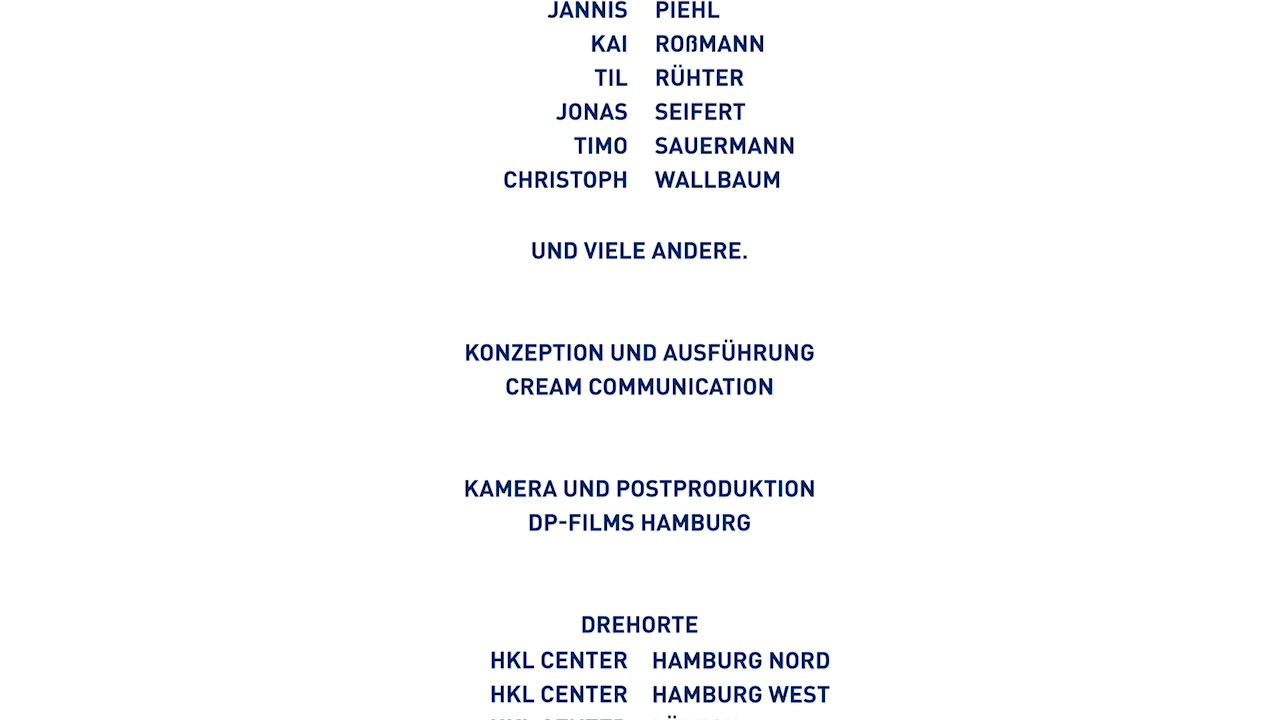 JANNIS PIEHL
KAI ROßMANN
TIL RÜHTER
JONAS SEIFERT
TIMO SAUERMANN
CHRISTOPH WALLBAUM
UND VIELE ANDERE.
KONZEPTION UND AUSFÜHRUNG
CREAM COMMUNICATION
KAMERA UND POSTPRODUKTION
DP-FILMS HAMBURG
DREHORTE
HKL CENTER HAMBURG NORD
HKL CENTER HAMBURG WEST